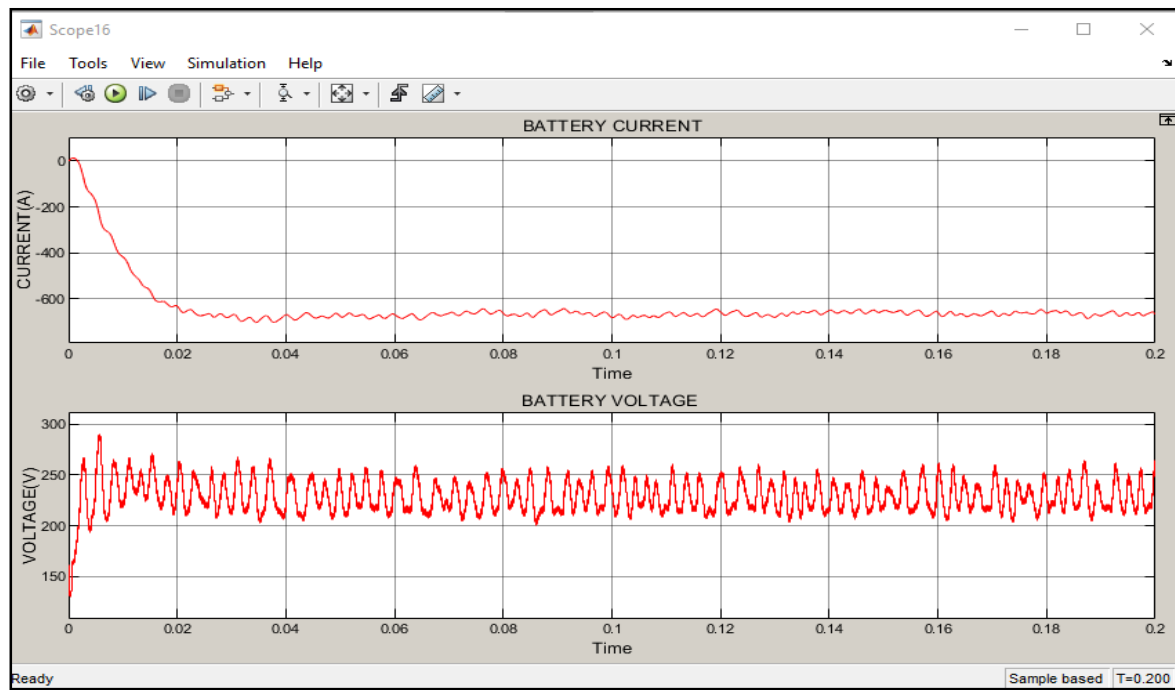 Scope16
File Tools View Simulation Help
BATTERY CURRENT
CURRENT(A)
0
-200
-400
-600
0 0.02 0.04 0.06 0.08 0.1 0.12 0.14 0.16 0.18 0.2
Time
BATTERY VOLTAGE
VOLTAGE(V)
300
250
200
150
0 0.02 0.04 0.06 0.08 0.1 0.12 0.14 0.16 0.18 0.2
Time
Ready Sample based T=0.200